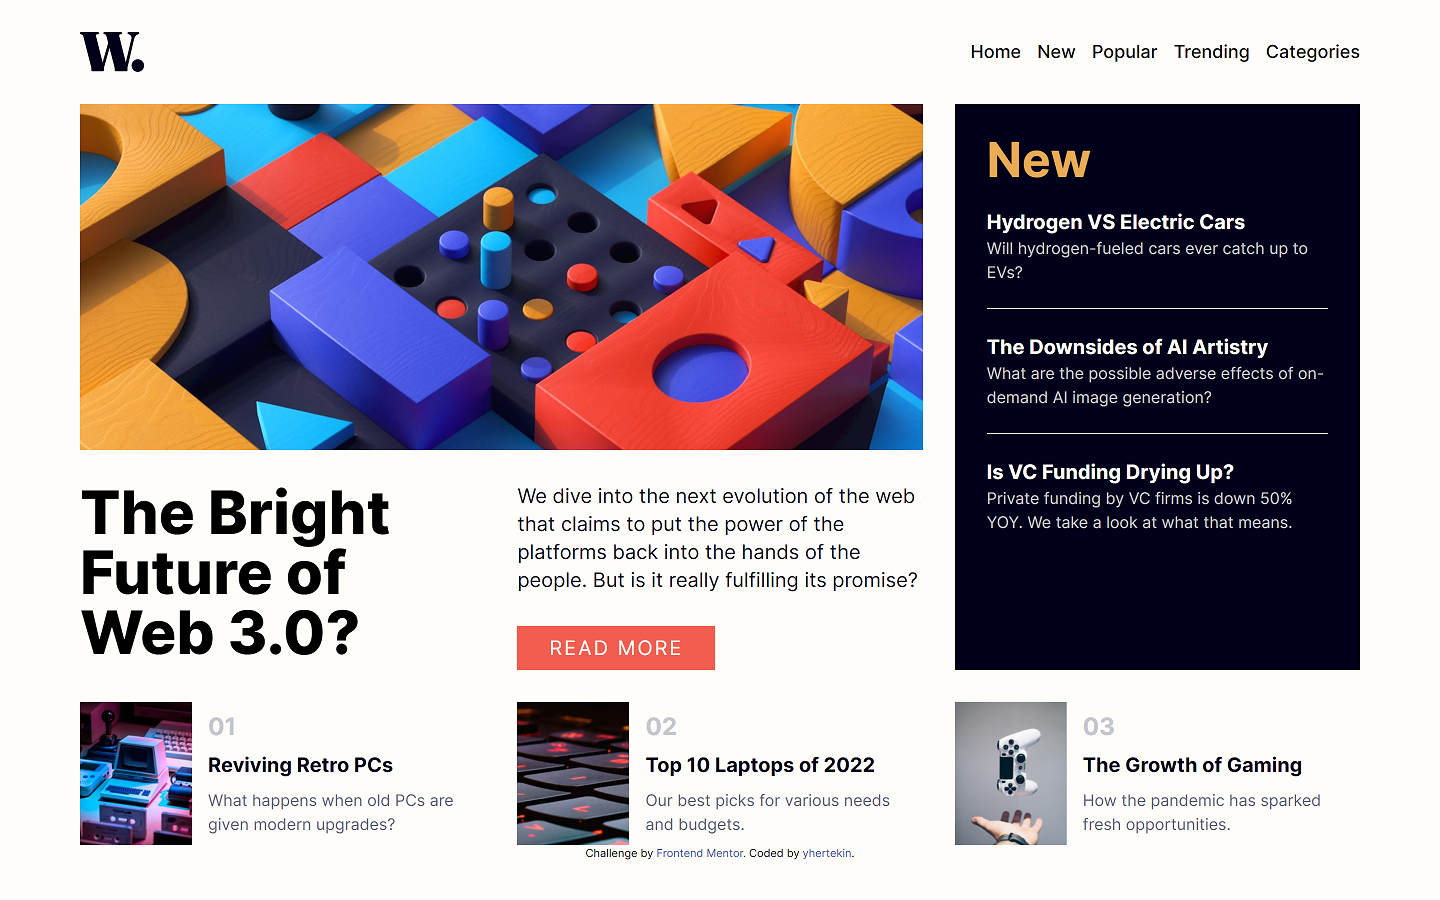 W.
Home New Popular Trending Categories
New
Hydrogen VS Electric Cars
Will hydrogen-fueled cars ever catch up to
EVs?
The Downsides of AI Artistry
What are the possible adverse effects of on-
demand AI image generation?
Is VC Funding Drying Up?
Private funding by VC firms is down 50%
YOY. We take a look at what that means.
The Bright
Future of
Web 3.0?
We dive into the next evolution of the web
that claims to put the power of the
platforms back into the hands of the
people. But is it really fulfilling its promise?
READ MORE
01
Reviving Retro PCs
What happens when old PCs are
given modern upgrades?
02
Top 10 Laptops of 2022
Our best picks for various needs
and budgets.
03
The Growth of Gaming
How the pandemic has sparked
fresh opportunities.
Challenge by Frontend Mentor. Coded by yhertekin.